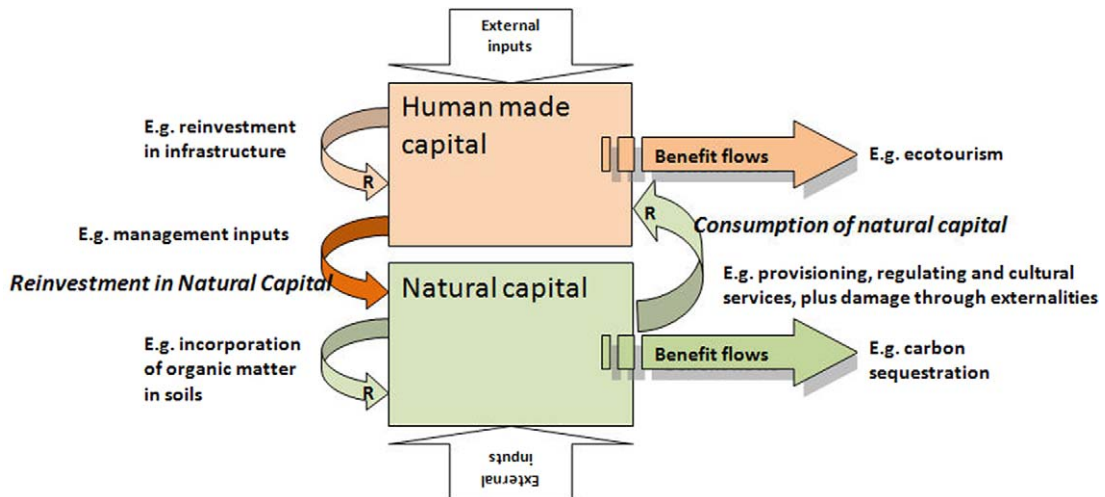 External
inputs
Human made
capital
E.g. reinvestment
in infrastructure
R
Benefit flows
E.g. ecotourism
R
Consumption of natural capital
E.g. management inputs
Reinvestment in Natural Capital
E.g. provisioning, regulating and cultural
services, plus damage through externalities
Natural capital
E.g. incorporation
of organic matter
in soils
R
Benefit flows
E.g. carbon
sequestration
External
inputs